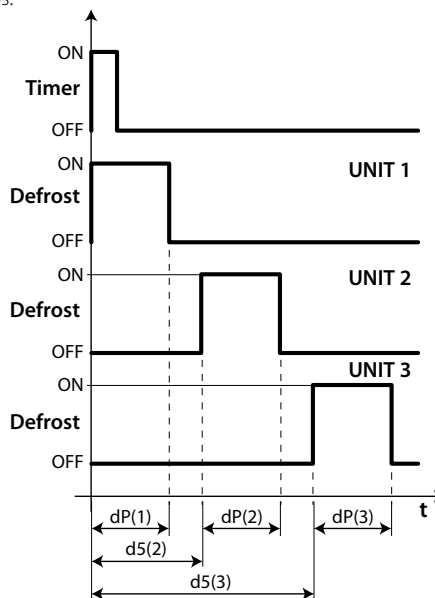 ON
Timer
OFF
ON
UNIT 1
Defrost
OFF
UNIT 2
ON
Defrost
OFF
UNIT 3
ON
Defrost
OFF
t
dP(1)
dP(2)
dP(3)
d5(2)
d5(3)